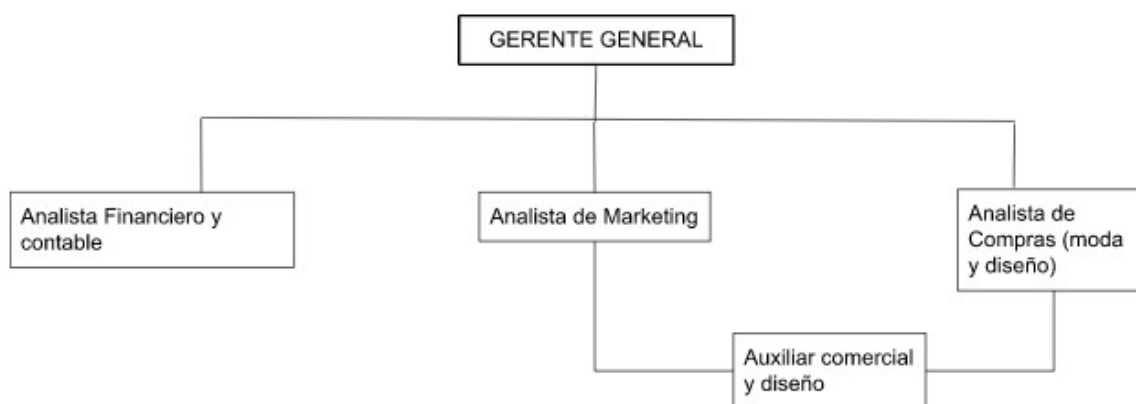 GERENTE GENERAL
Analista Financiero y
contable
Analista de Marketing
Analista de
Compras (moda
y diseño)
Auxiliar comercial
y diseño